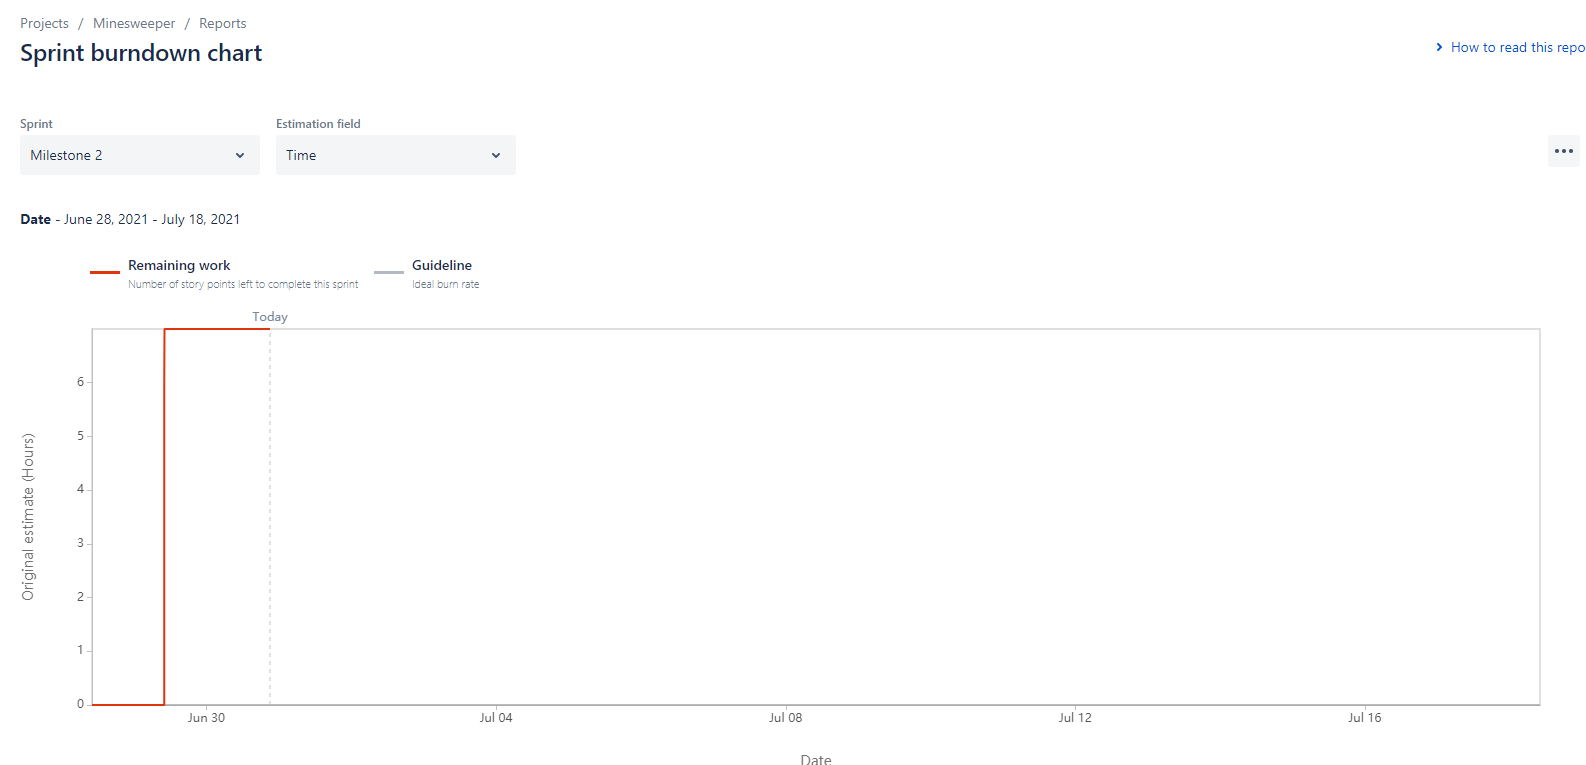 Projects / Minesweeper / Reports
Sprint burndown chart
How to read this repo
Sprint
Estimation field
Milestone 2
Time
Date - June 28, 2021 - July 18, 2021
Remaining work
Number of story points left to complete this sprint
Guideline
Ideal burn rate
Today
6
5
4
3
2
1
0
Original estimate (Hours)
Jun 30
Jul 04
Jul 08
Jul 12
Jul 16
Date